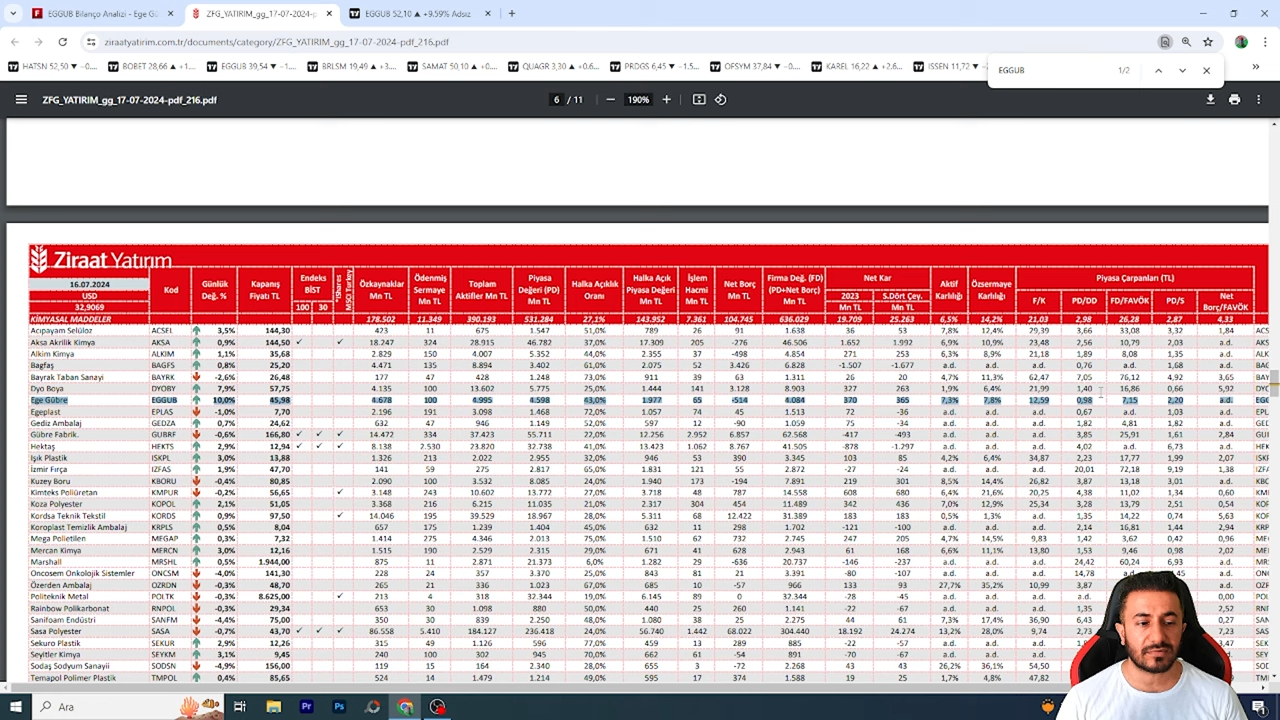 EGGUB Bilanço Analizi - Ege Gü
ZFG_YATIRIM_gg_17-07-2024-p
EGGUB 52,10 ▲ +9.59% Adsız
ziraatyatirim.com.tr/documents/category/ZFG_YATIRIM_gg_17-07-2024-pdf_216.pdf
HATSN 52,50 ▼ −0.... BOBET 28,66 ▲ +1.... EGGUB 39,54 ▼ −1.... BRLSM 19,49 ▲ +3.... SAMAT 50,10 ▲ +0.... QUAGR 3,30 ▲ +0.6... PRDGS 6,45 ▼ −1.5... OFSYM 37,84 ▼ −0.... KAREL 16,22 ▲ +2.6... ISSEN 11,72 ▼
EGGUB 1/2
ZFG_YATIRIM_gg_17-07-2024-pdf_216.pdf 6 / 11 190%
Ziraat Yatırım
16.07.2024
USD
32,9069
Kod
Günlük Değ. %
Kapanış Fiyatı TL
Endeks BİST 100 30
Özkaynaklar Mn TL
Ödenmiş Sermaye Mn TL
Toplam Aktifler Mn TL
Piyasa Değeri (PD) Mn TL
Halka Açıklık Oranı
Halka Açık Piyasa Değeri Mn TL
İşlem Hacmi Mn TL
Net Borç Mn TL
Firma Değ. (FD) (PD+Net Borç) Mn TL
Net Kar 2023 Mn TL S.Dört Çey. Mn TL
Aktif Karlılığı
Özsermaye Karlılığı
Piyasa Çarpanları (TL)
F/K PD/DD FD/FAVÖK PD/S Net Borç/FAVÖK
KİMYASAL MADDELER 178.502 11.349 390.193 531.284 27,1% 143.952 7.361 104.745 636.029 19.709 25.263 6,5% 14,2% 21,03 2,98 26,28 2,87 4,33
Acıpayam Selüloz ACSEL 3,5% 144,30 423 11 675 1.547 51,0% 789 26 91 1.638 36 53 7,8% 12,4% 29,39 3,66 33,08 3,32 1,84
Aksa Akrilik Kimya AKSA 0,9% 144,50 ✓ ✓ 18.247 324 28.915 46.782 37,0% 17.309 205 -276 46.506 1.652 1.992 6,9% 10,9% 23,48 2,56 10,79 2,03 a.d.
Alkim Kimya ALKIM 1,1% 35,68 2.829 150 4.007 5.352 44,0% 2.355 37 -498 4.854 271 253 6,3% 8,9% 21,18 1,89 8,08 1,35 a.d.
Bagfaş BAGFS 0,8% 25,20 4.471 135 8.894 3.402 61,0% 2.075 52 3.426 6.828 -1.507 -1.677 a.d. a.d. a.d. 0,76 a.d. 1,68 a.d.
Bayrak Taban Sanayi BAYRK -2,6% 26,48 177 47 428 1.248 73,0% 911 39 63 1.311 26 20 4,7% 11,3% 62,47 7,05 76,12 4,92 3,65
Dyo Boya DYOBY 7,9% 57,75 4.135 100 13.602 5.775 25,0% 1.444 141 3.128 8.903 327 263 1,9% 6,4% 21,99 1,40 16,86 0,66 5,92
Ege Gübre EGGUB 10,0% 45,98 4.678 100 4.995 4.598 43,0% 1.977 65 -514 4.084 370 365 7,3% 7,8% 12,59 0,98 7,15 2,20 a.d.
Egeplast EPLAS -1,0% 7,70 2.196 191 3.098 1.468 72,0% 1.057 74 45 1.513 72 -36 a.d. a.d. a.d. 0,67 a.d. 1,03 a.d.
Gediz Ambalaj GEDZA 0,7% 24,62 632 47 946 1.149 52,0% 597 12 -90 1.059
Gübre Fabrik. GUBRF -0,6% 166,80 ✓ ✓ ✓ 14.472 334 37.423 55.711 22,0% 12.256 2.952 6.857 62.568 -417 -493 a.d. a.d. a.d. 3,85 25,91 1,61 2,84
Hektaş HEKTS 2,9% 12,94 ✓ ✓ ✓ 8.138 2.530 23.820 32.738 41,0% 13.423 1.062 8.767 41.505 -878 -1.297 a.d. a.d. a.d. 4,02 a.d. 6,73 a.d.
Işık Plastik ISKPL 3,0% 13,88 1.326 213 2.022 2.955 32,0% 946 53 390 3.345 103 85 4,2% 6,4% 34,87 2,23 17,77 1,99 2,07
İzmir Fırça IZFAS 1,9% 47,70 141 59 275 2.817 65,0% 1.831 121 55 2.872 -27 -24 a.d. a.d. a.d. 20,01 72,18 9,19 1,38
Kuzey Boru KBORU -0,4% 80,85 2.090 100 3.532 8.085 24,0% 1.940 173 -194 7.892 219 301 8,5% 14,4% 26,82 3,87 13,18 3,01 a.d.
Kimteks Poliüretan KMPUR -0,2% 56,65 ✓ 3.148 243 10.602 13.772 27,0% 3.718 48 787 14.558 608 680 6,4% 21,6% 20,25 4,38 11,02 1,34 0,60
Koza Polyester KOPOL 2,1% 51,05 3.368 216 6.215 11.035 21,0% 2.317 304 454 11.489 342 436 7,0% 12,9% 25,34 3,28 13,79 2,51 0,54
Kordsa Teknik Tekstil KORDS 0,9% 97,50 ✓ 14.046 195 39.529 18.967 28,0% 5.311 68 12.422 31.389 183 183 0,5% 1,3% a.d. 1,35 14,22 0,74 5,63
Koroplast Temizlik Ambalaj KRPLS 0,5% 8,04 657 175 1.239 1.404 45,0% 632 11 298 1.702 -121 -100 a.d. a.d. a.d. 2,14 16,81 1,44 2,94
Mega Polietilen MEGAP 0,3% 7,32 1.414 275 4.346 2.013 75,0% 1.510 62 732 2.745 247 205 4,7% 14,5% 9,83 1,42 3,62 0,42 0,96
Mercan Kimya MERCN 3,0% 12,16 1.515 190 2.529 2.315 29,0% 671 41 628 2.943 61 168 6,6% 11,1% 13,80 1,53 9,46 0,98 2,02
Marshall MRSHL 0,5% 1.944,00 875 11 2.871 21.373 6,0% 1.282 29 -636 20.737 -146 -237 a.d. a.d. a.d. 24,42 60,24 6,93 a.d.
Oncosem Onkolojik Sistemler ONCSM -4,0% 141,30 228 24 357 3.370 25,0% 843 81 21 3.391 -80 -107 a.d. a.d. a.d. 14,78
Özerden Ambalaj OZRDN -0,3% 48,70 265 21 336 1.023 67,0% 685 10 -57 966 133 93 27,7% 35,2% 10,99 3,87
Politeknik Metal POLTK -0,3% 8.625,00 ✓ 213 4 318 32.344 19,0% 6.145 89 0 32.344 -28 -45 a.d. a.d. a.d. a.d. 0,00
Rainbow Polikarbonat RNPOL -0,3% 29,34 653 30 1.098 880 50,0% 440 25 260 1.141 -22 -67 a.d. a.d. a.d. 1,35
Sanifoam Endüstri SANFM -4,4% 75,00 350 30 839 2.250 48,0% 1.080 38 25 2.275 44 61 7,3% 17,4% 36,90 6,43 0,27
Sasa Polyester SASA -0,7% 43,70 ✓ ✓ ✓ 86.558 5.410 184.127 236.418 24,0% 56.740 1.442 68.022 304.440 18.192 24.274 13,2% 28,0% 9,74 2,73
Sekuro Plastik SEKUR 2,9% 12,26 315 49 1.126 596 77,0% 459 13 289 885 -22 -57 a.d. a.d. a.d.
Seyitler Kimya SEYKM 3,1% 9,45 240 100 302 945 70,0% 662 61 -54 891 -70 -67 a.d. a.d. a.d.
Sodaş Sodyum Sanayii SODSN -4,9% 156,00 119 15 164 2.340 28,0% 655 3 -72 2.268 43 43 26,2% 36,1% 54,50
Temapol Polimer Plastik TMPOL 0,4% 65,15 524 14 1.479 1.214 49,0% 595 17 374 1.588 28 25 1,7% 4,8% 47,82
Ara